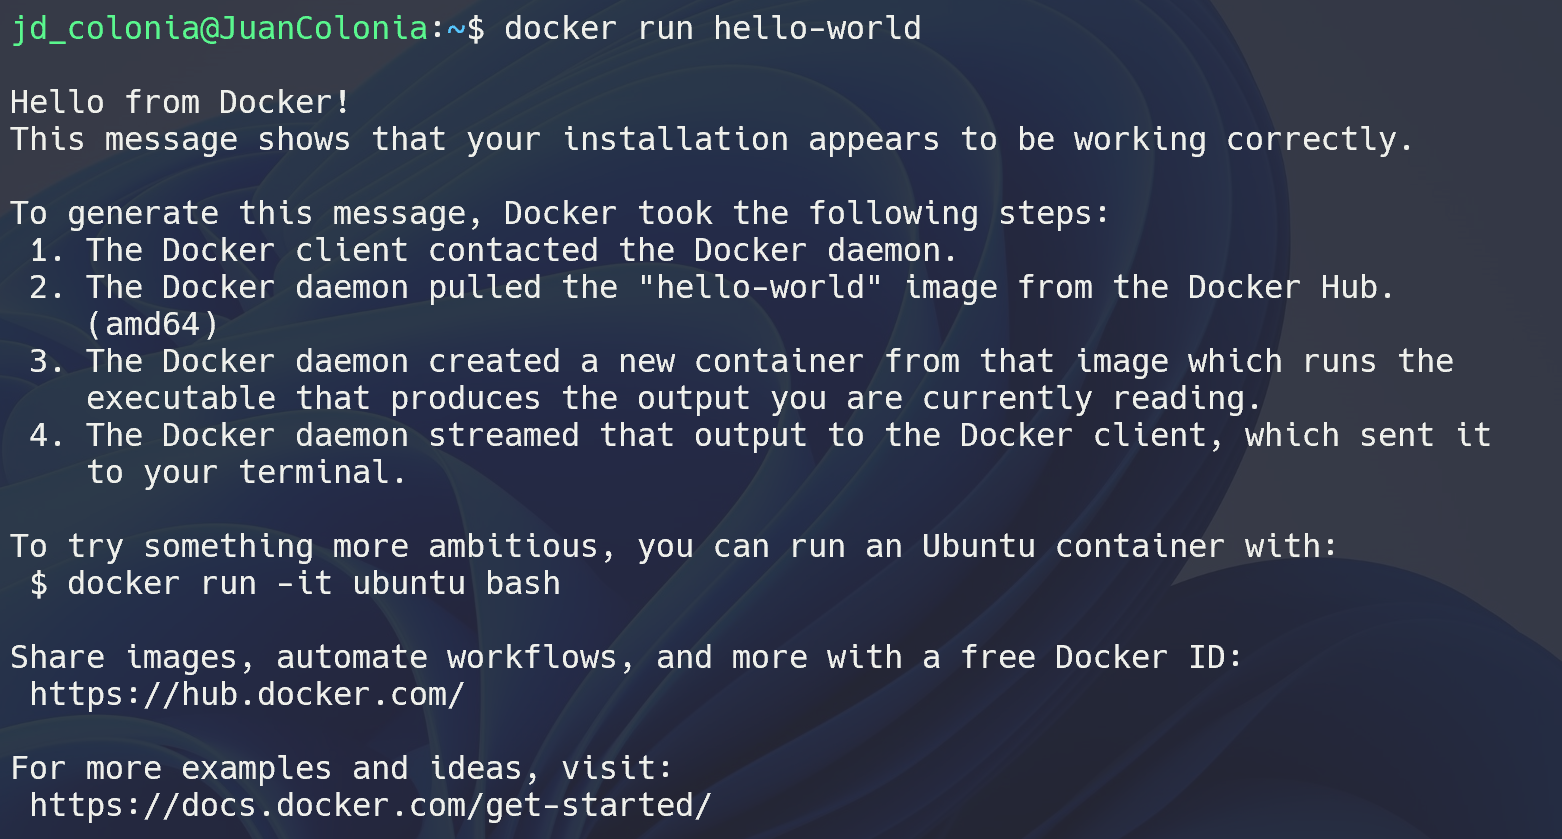 jd_colonia@JuanColonia:~$ docker run hello-world
Hello from Docker!
This message shows that your installation appears to be working correctly.
To generate this message, Docker took the following steps:
1. The Docker client contacted the Docker daemon.
2. The Docker daemon pulled the "hello-world" image from the Docker Hub.
(amd64)
3. The Docker daemon created a new container from that image which runs the
executable that produces the output you are currently reading.
4. The Docker daemon streamed that output to the Docker client, which sent it
to your terminal.
To try something more ambitious, you can run an Ubuntu container with:
$ docker run -it ubuntu bash
Share images, automate workflows, and more with a free Docker ID:
https://hub.docker.com/
For more examples and ideas, visit:
https://docs.docker.com/get-started/